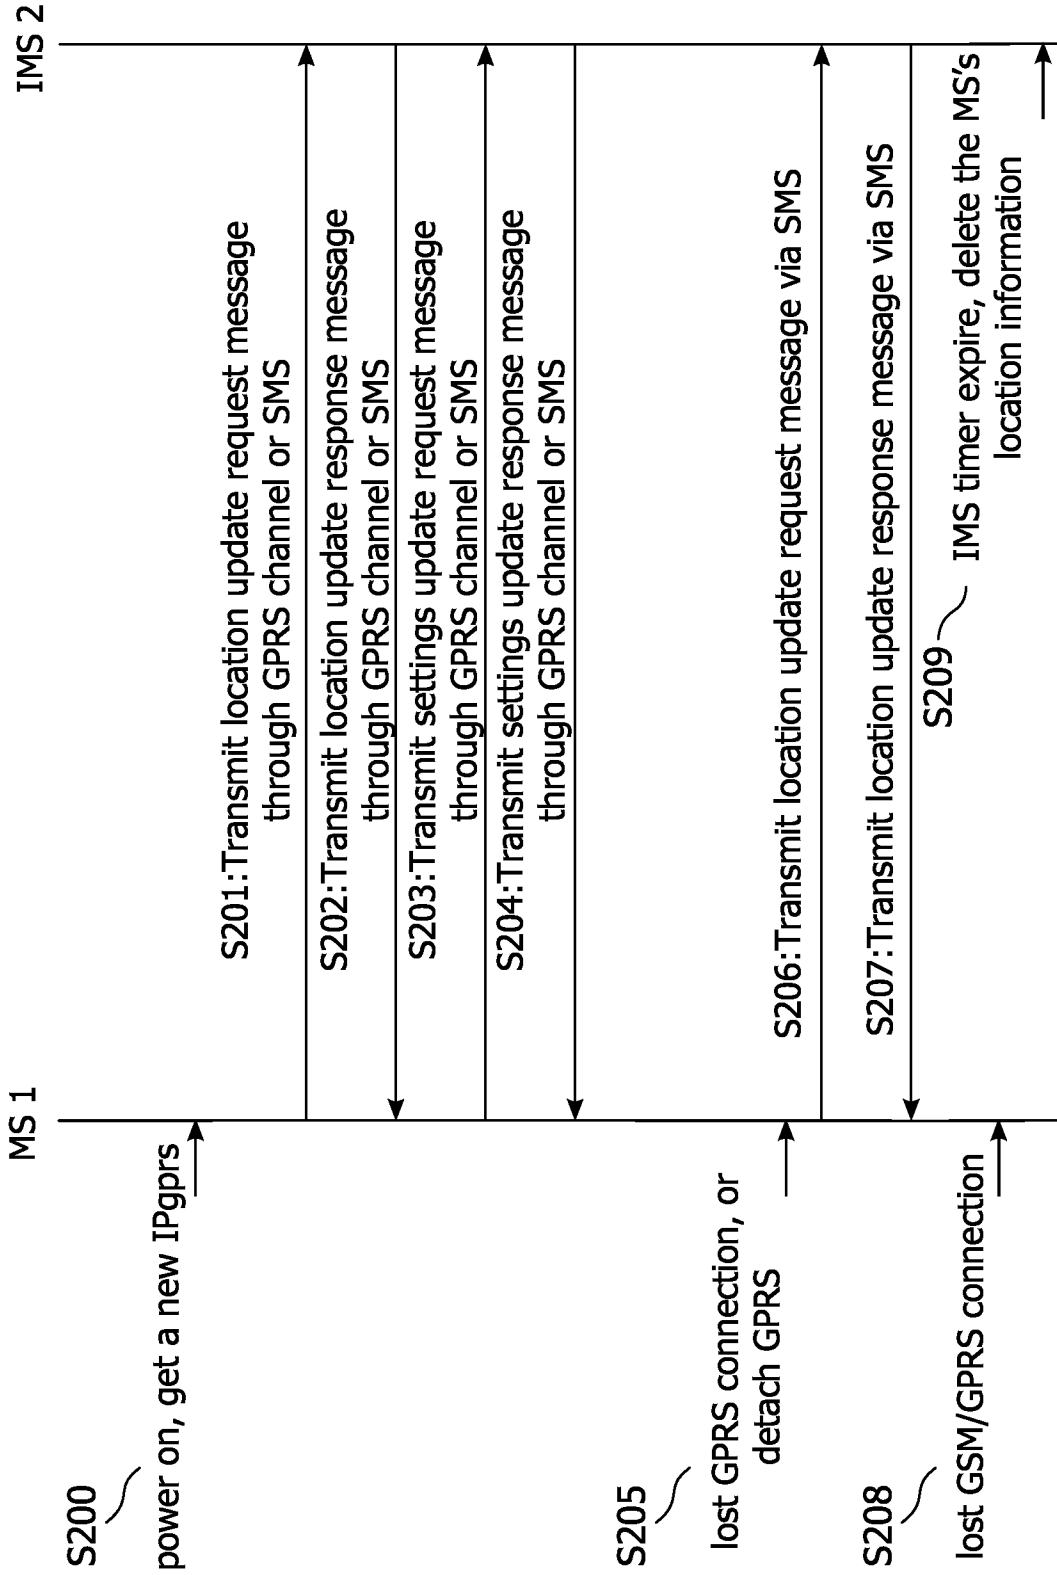 MS 1
IMS 2
S200
power on, get a new IPgprs
S201:Transmit location update request message
through GPRS channel or SMS
S202:Transmit location update response message
through GPRS channel or SMS
S203:Transmit settings update request message
through GPRS channel or SMS
S204:Transmit settings update response message
through GPRS channel or SMS
S205
lost GPRS connection, or
detach GPRS
S206:Transmit location update request message via SMS
S207:Transmit location update response message via SMS
S208
lost GSM/GPRS connection
S209
IMS timer expire, delete the MS's
location information